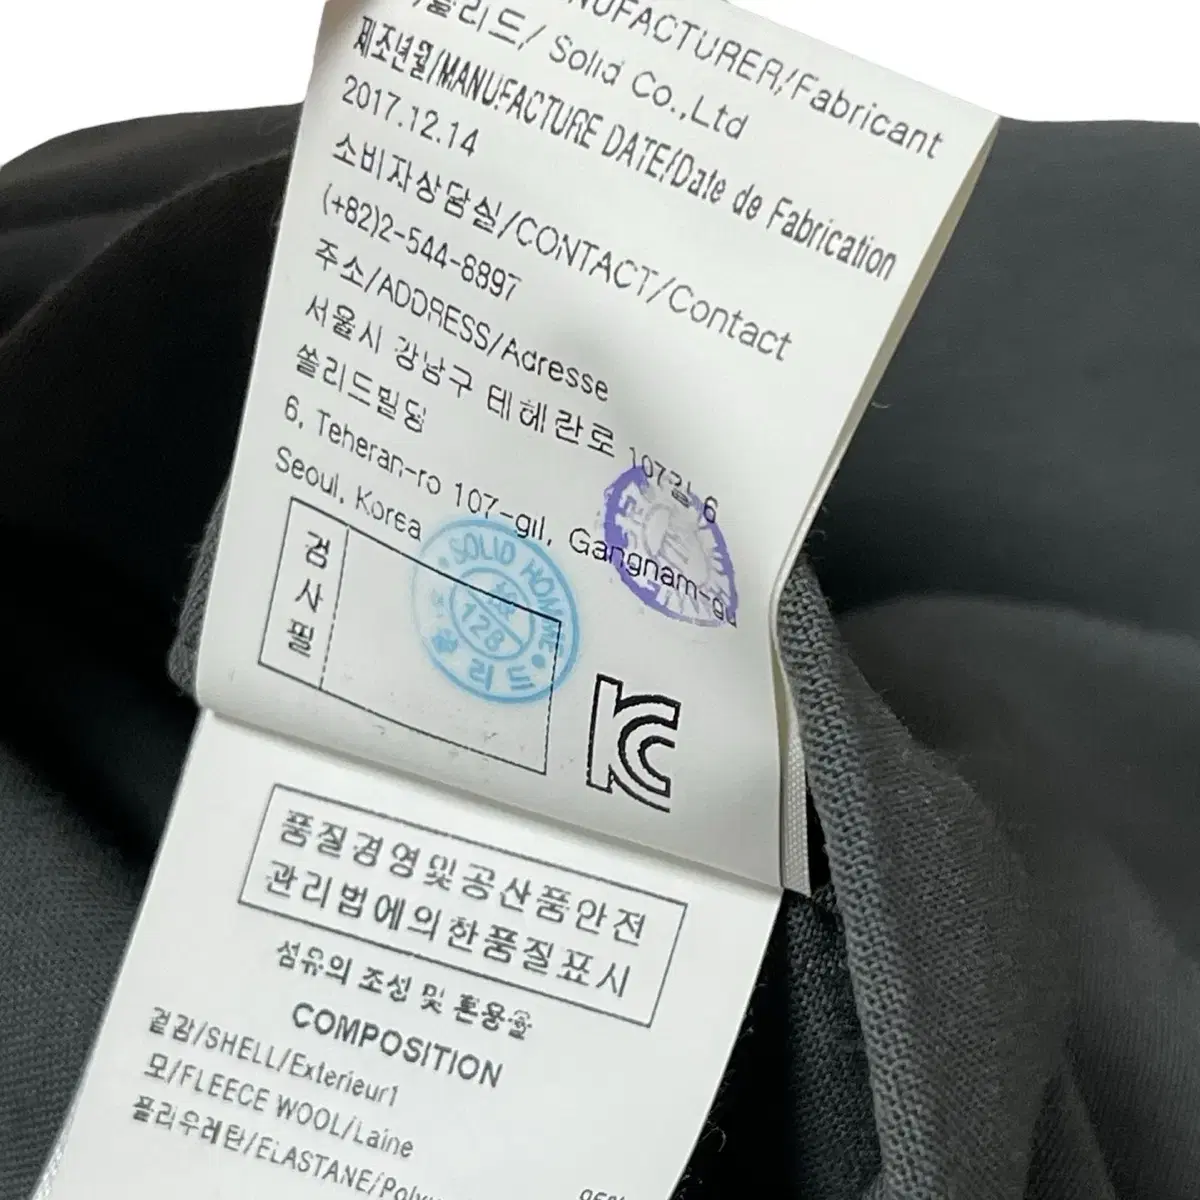 MANUFACTURER/Fabricant
쏠리드/ Solid Co.,Ltd
제조년월/MANUFACTURE DATE/Date de Fabrication
2017.12.14
소비자상담실/CONTACT/Contact
(+82)2-544-8897
주소/ADDRESS/Adresse
서울시 강남구 테헤란로 107길 6
쏠리드빌딩
6, Teheran-ro 107-gil, Gangnam-gu
Seoul, Korea
검사필
SOLID HOMME
128
쏠리드
품질경영및공산품안전
관리법에의한품질표시
섬유의 조성 및 혼용율
COMPOSITION
겉감/SHELL/Exterieur1
모/FLEECE WOOL/Laine
폴리우레탄/ELASTANE/